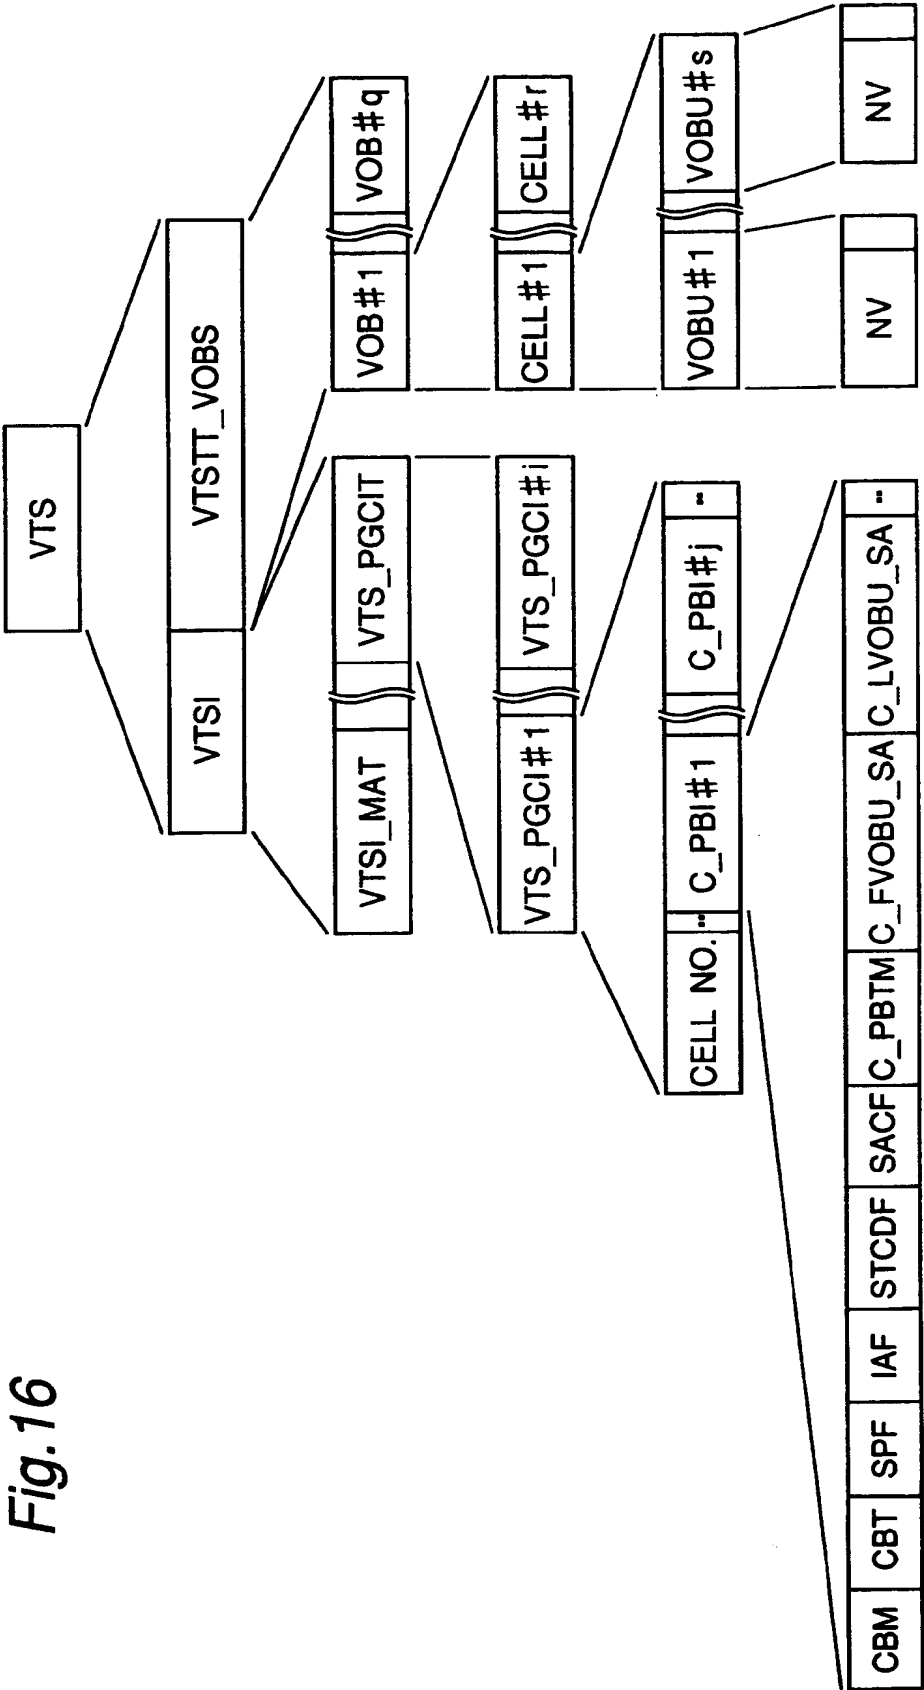 Fig.16
VTS
VTSI VTSTT_VOBS
VTSI_MAT VTS_PGCIT VOB#1 VOB#q
VTS_PGCI#1 VTS_PGCI#i CELL#1 CELL#r
CELL NO. -- C_PBI#1 C_PBI#j -- VOBU#1 VOBU#s
CBM CBT SPF IAF STCDF SACF C_PBTM C_FVOBU_SA C_LVOBU_SA -- NV NV